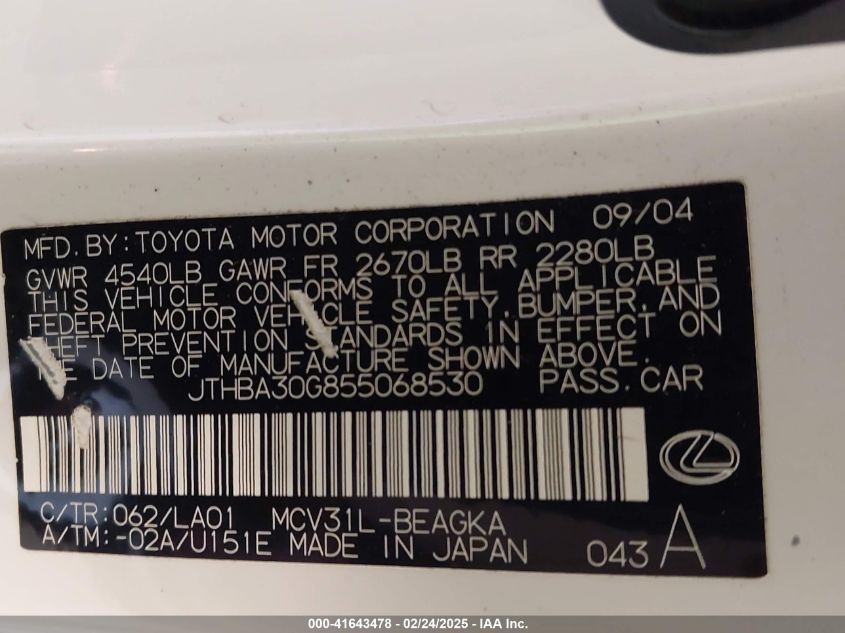 MFD. BY: TOYOTA MOTOR CORPORATION 09/04
GVWR 4540LB GAWR FR 2670LB RR 2280LB
THIS VEHICLE CONFORMS TO ALL APPLICABLE
FEDERAL MOTOR VEHICLE SAFETY, BUMPER, AND
THEFT PREVENTION STANDARDS IN EFFECT ON
THE DATE OF MANUFACTURE SHOWN ABOVE.
JTHBA30G855068530 PASS. CAR
C/TR: 062/LA01 MCV31L-BEAGKA
A/TM: -02A/U151E MADE IN JAPAN 043 A
000-41643478 - 02/24/2025 - IAA Inc.